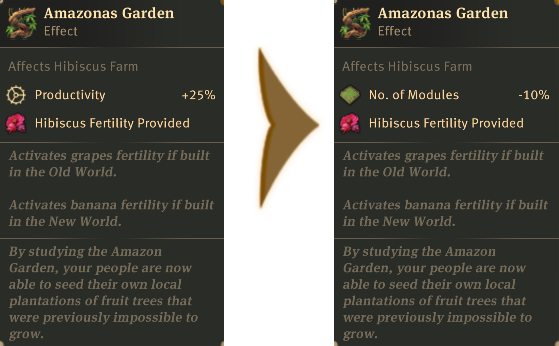 Amazonas Garden
Effect
Affects Hibiscus Farm
Productivity +25%
Hibiscus Fertility Provided
Activates grapes fertility if built
in the Old World.
Activates banana fertility if built
in the New World.
By studying the Amazon
Garden, your people are now
able to seed their own local
plantations of fruit trees that
were previously impossible to
grow.
Amazonas Garden
Effect
Affects Hibiscus Farm
No. of Modules -10%
Hibiscus Fertility Provided
Activates grapes fertility if built
in the Old World.
Activates banana fertility if built
in the New World.
By studying the Amazon
Garden, your people are now
able to seed their own local
plantations of fruit trees that
were previously impossible to
grow.